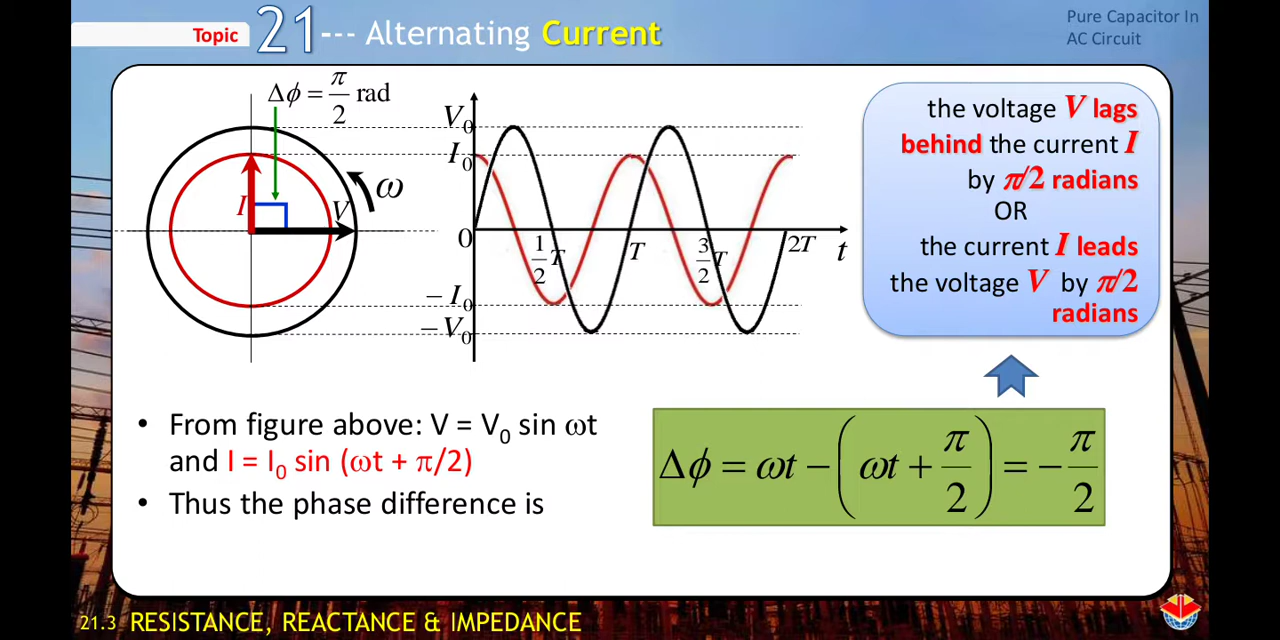 Pure Capacitor In
AC Circuit
Topic 21--- Alternating Current
Δϕ = π/2 rad
I
V
ω
V₀
I₀
0
− I₀
− V₀
1/2 T
T
3/2 T
2T
t
the voltage V lags
behind the current I
by π/2 radians
OR
the current I leads
the voltage V by π/2
radians
• From figure above: V = V₀ sin ωt
and I = I₀ sin (ωt + π/2)
• Thus the phase difference is
Δϕ = ωt − (ωt + π/2) = − π/2
21.3 RESISTANCE, REACTANCE & IMPEDANCE